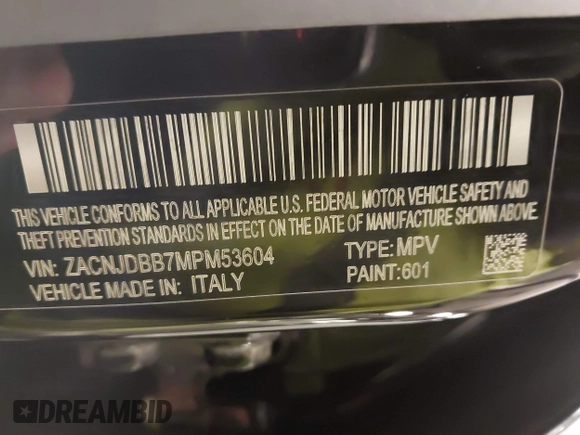 THIS VEHICLE CONFORMS TO ALL APPLICABLE U.S. FEDERAL MOTOR VEHICLE SAFETY AND
THEFT PREVENTION STANDARDS IN EFFECT ON THE DATE OF MANUFACTURE SHOWN ABOVE.
VIN: ZACNJDBB7MPM53604 TYPE: MPV
VEHICLE MADE IN: ITALY PAINT:601
DREAMBID